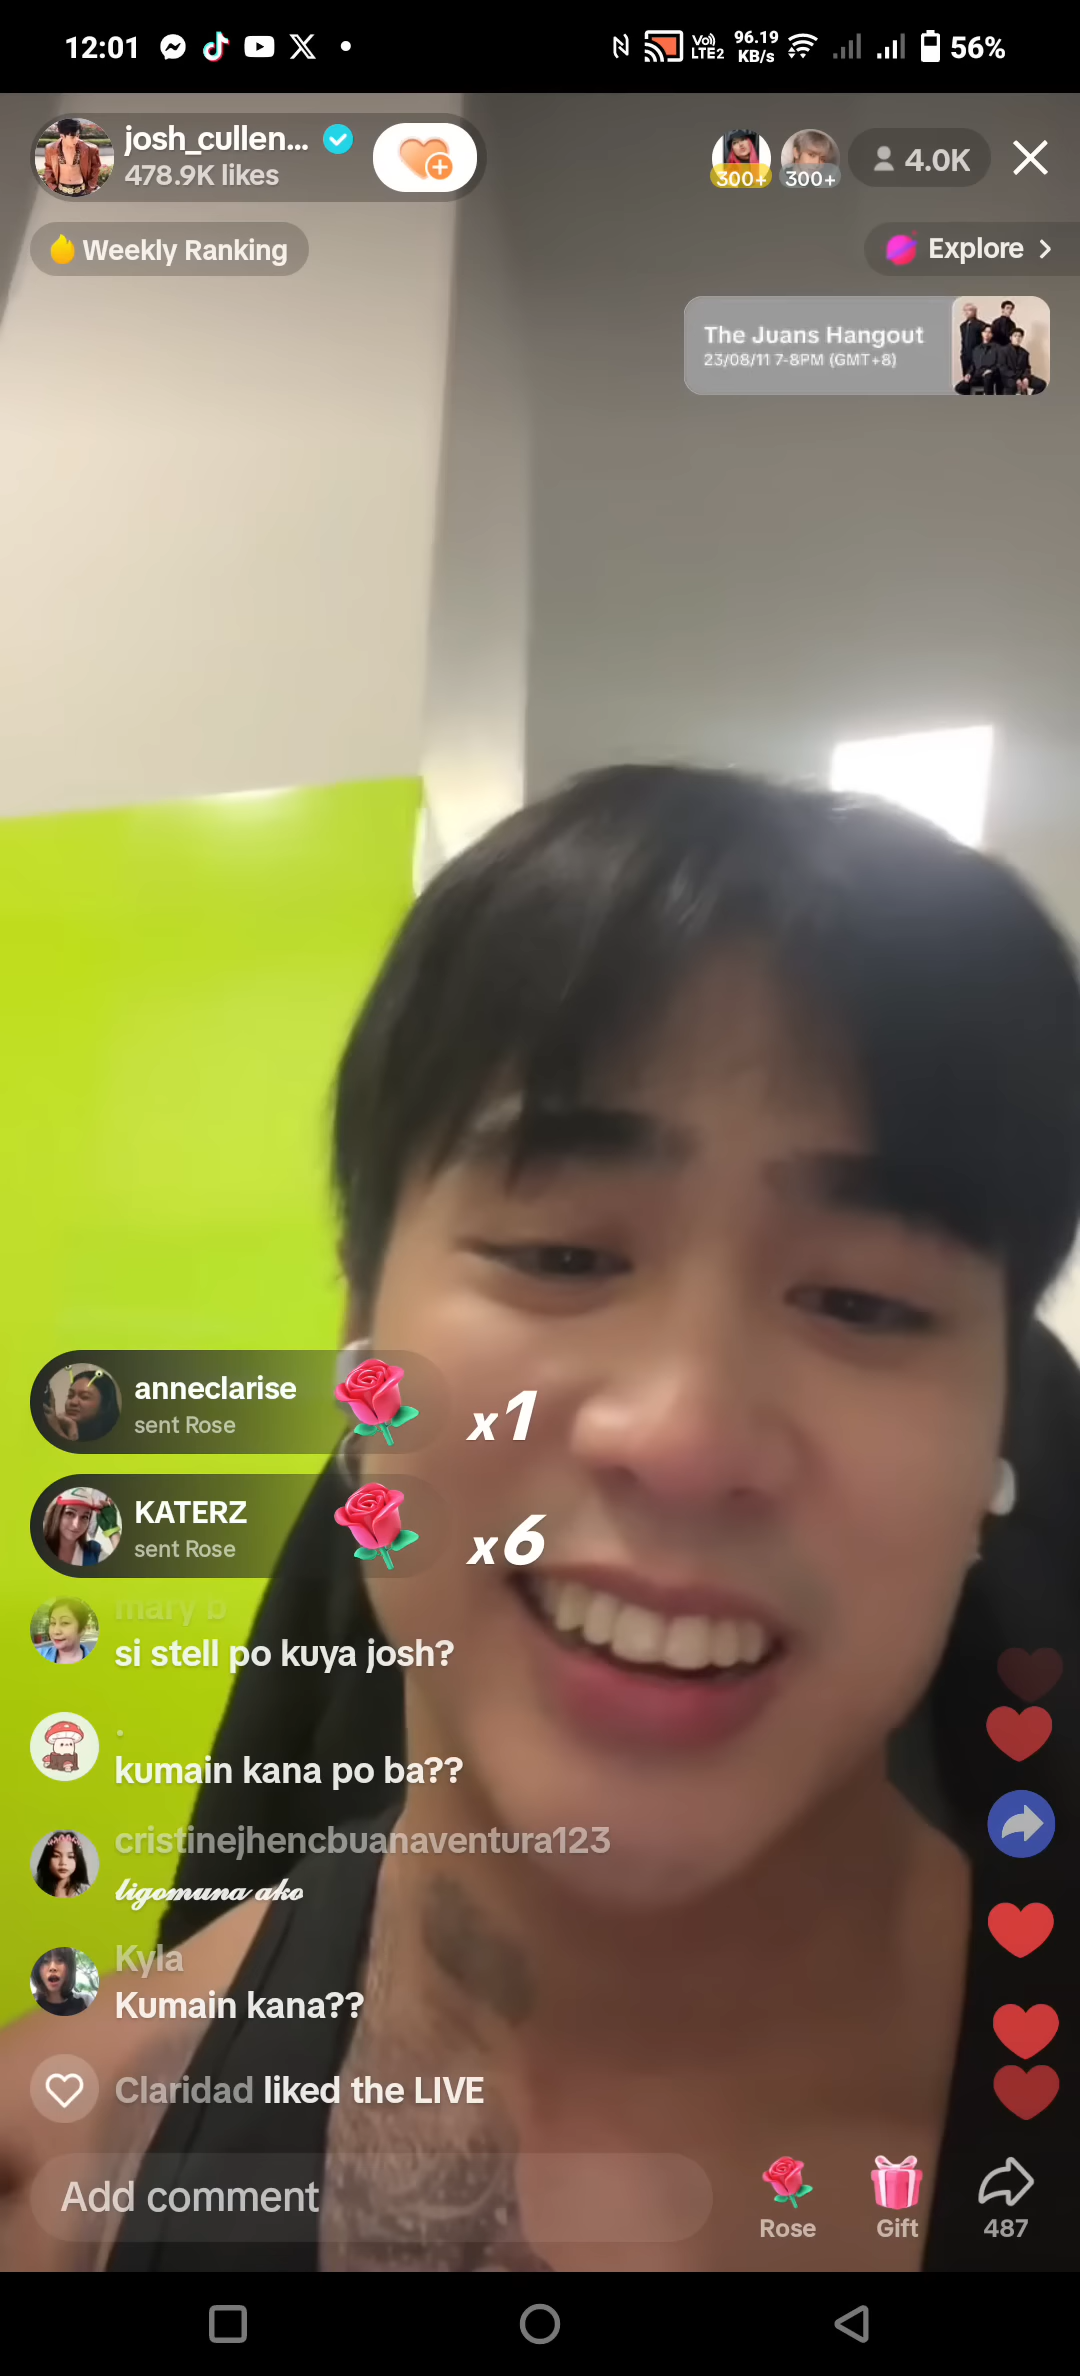 12:01
Vo))
LTE2
96.19
KB/s
56%
josh_cullen...
478.9K likes
300+
300+
4.0K
Weekly Ranking
Explore
The Juans Hangout
23/08/11 7-8PM (GMT+8)
anneclarise
sent Rose
x1
KATERZ
sent Rose
x6
mary b
si stell po kuya josh?
.
kumain kana po ba??
cristinejhencbuanaventura123
𝓵𝓲𝓰𝓸𝓶𝓾𝓷𝓪 𝓪𝓴𝓸
Kyla
Kumain kana??
Claridad liked the LIVE
Add comment
Rose
Gift
487